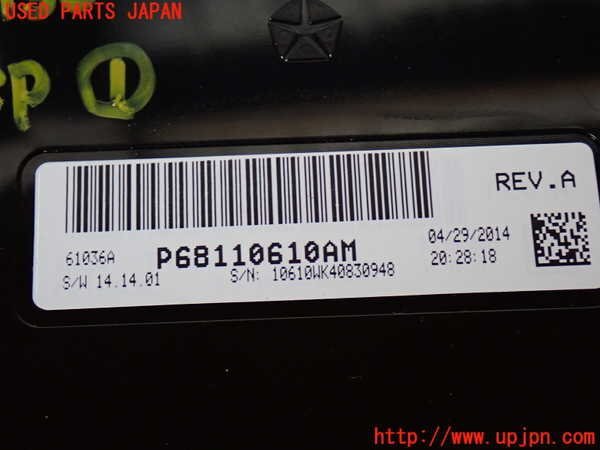 USED PARTS JAPAN
P ①
REV.A
61036A
P68110610AM
04/29/2014
S/W 14.14.01
S/N: 10610WK40830948
20:28:18
http://www.upjpn.com/